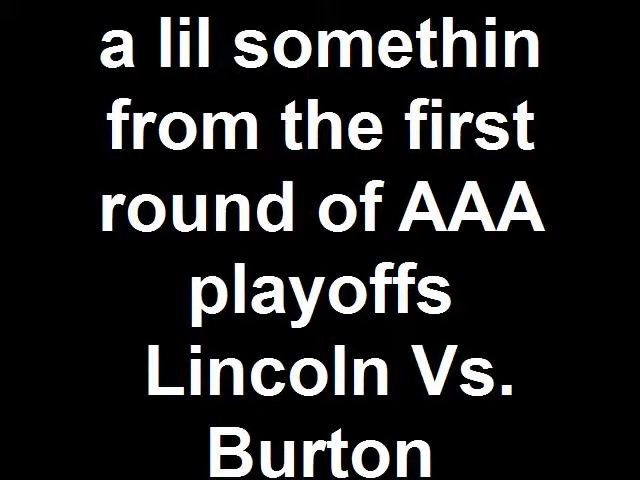 a lil somethin
from the first
round of AAA
playoffs
Lincoln Vs.
Burton